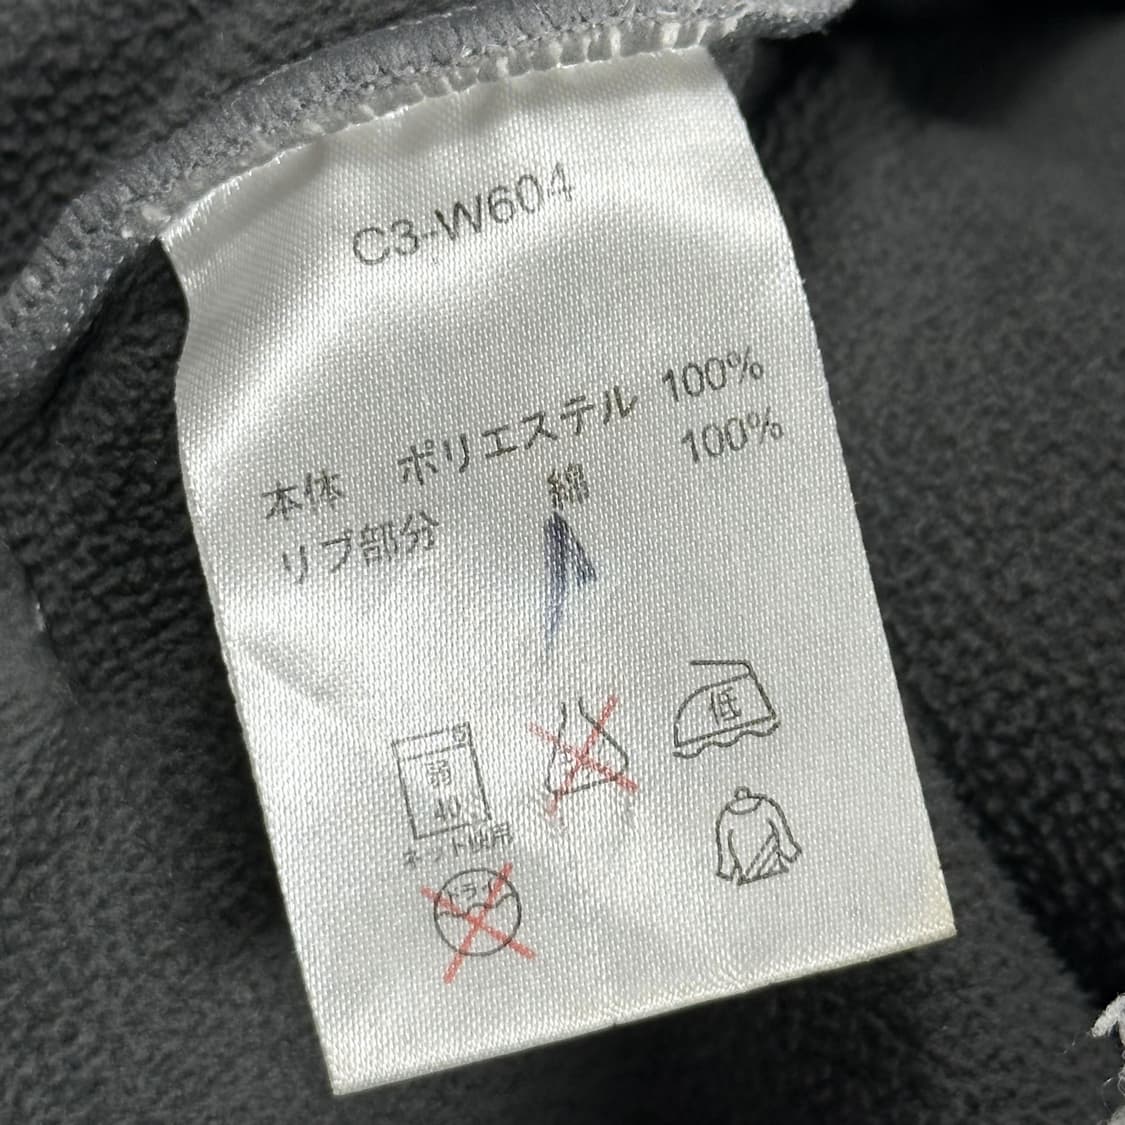 C3-W604
本体 ポリエステル 100%
リブ部分 綿 100%
低
弱
40
ネット使用
ドライ